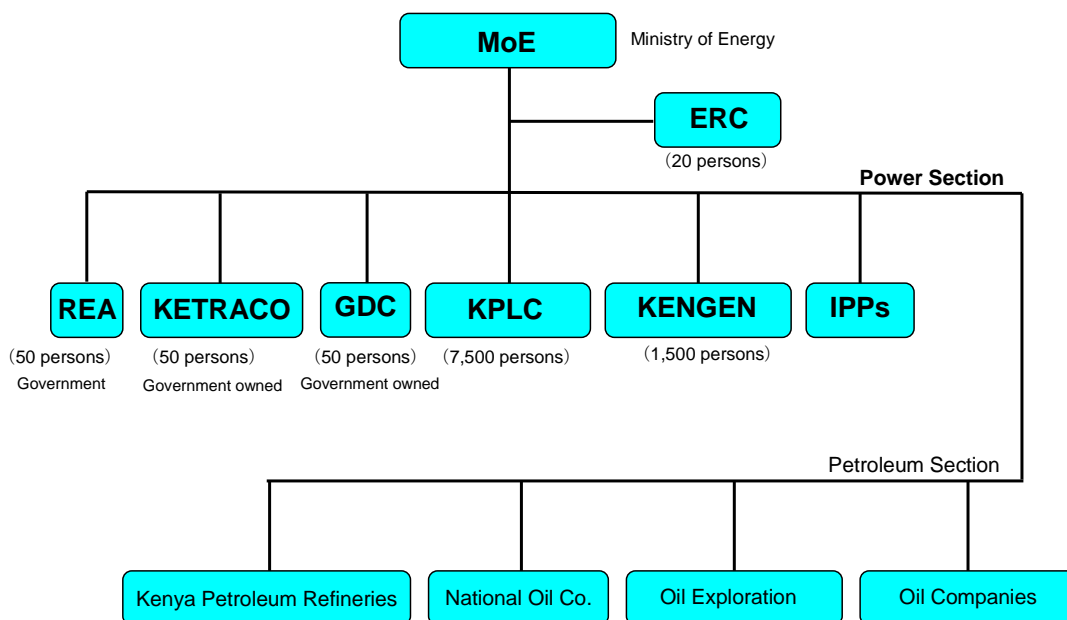 MoE
Ministry of Energy
ERC
（20 persons）
Power Section
REA
KETRACO
GDC
KPLC
KENGEN
IPPs
（50 persons）
（50 persons）
（50 persons）
（7,500 persons）
（1,500 persons）
Government
Government owned
Government owned
Petroleum Section
Kenya Petroleum Refineries
National Oil Co.
Oil Exploration
Oil Companies